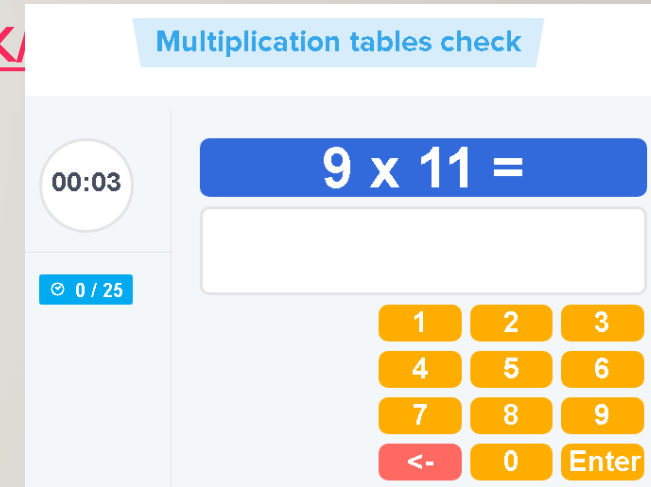 Multiplication tables check
00:03
9 x 11 =
0 / 25
1 2 3
4 5 6
7 8 9
<- 0 Enter